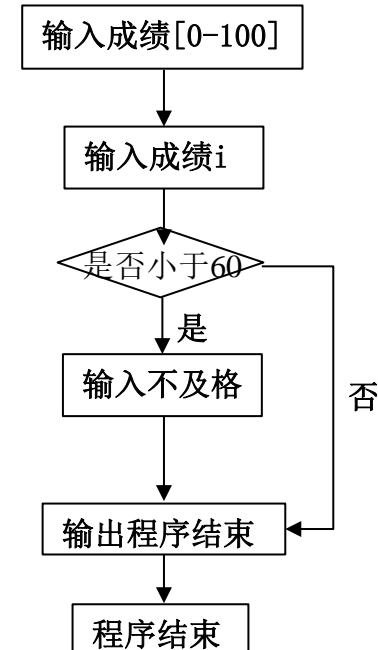 输入成绩[0-100]
输入成绩i
是否小于60
是
输入不及格
否
输出程序结束
程序结束